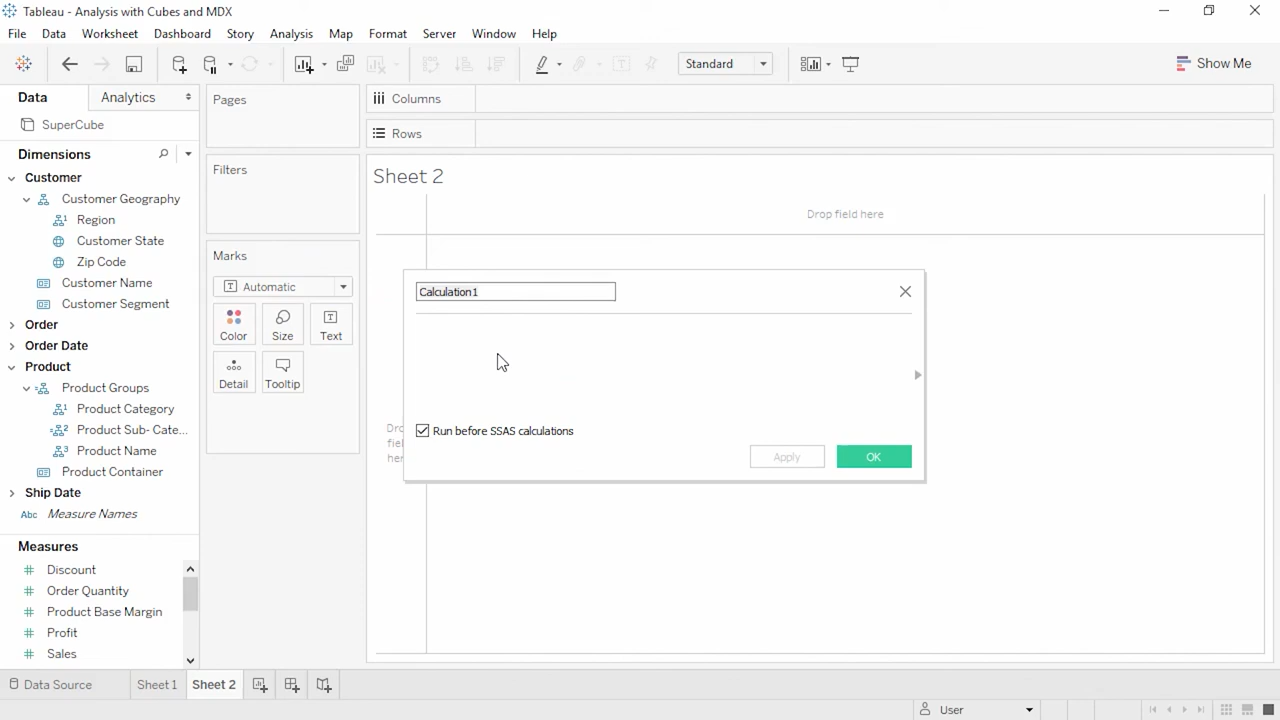 Tableau - Analysis with Cubes and MDX
File Data Worksheet Dashboard Story Analysis Map Format Server Window Help
Standard
Show Me
Data
Analytics
SuperCube
Dimensions
Customer
Customer Geography
Region
Customer State
Zip Code
Customer Name
Customer Segment
Order
Order Date
Product
Product Groups
Product Category
Product Sub- Cate...
Product Name
Product Container
Ship Date
Abc Measure Names
Measures
Discount
Order Quantity
Product Base Margin
Profit
Sales
Pages
Filters
Marks
Automatic
Color
Size
Text
Detail
Tooltip
Columns
Rows
Sheet 2
Drop field here
Calculation1
Run before SSAS calculations
Apply
OK
Data Source
Sheet 1
Sheet 2
User